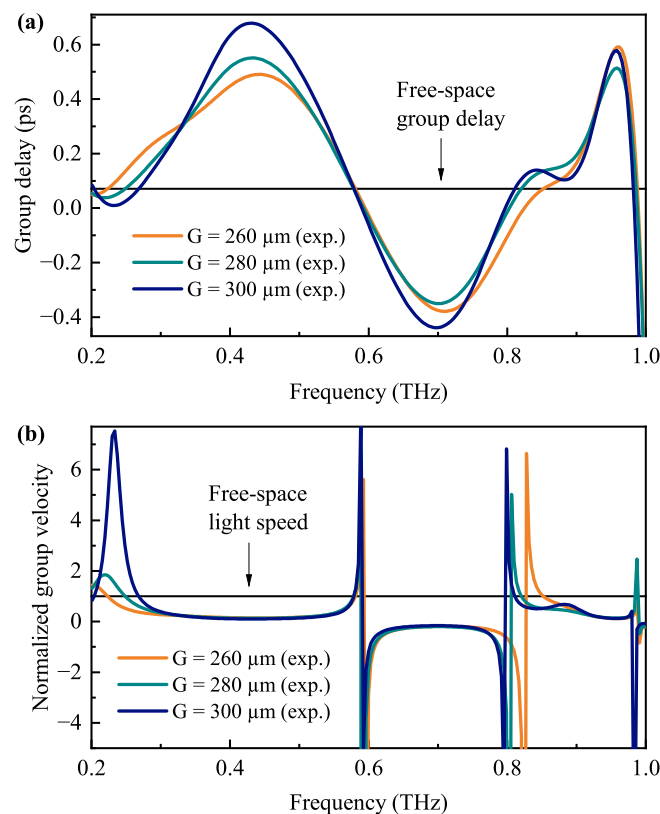 (a)
0.6
0.4
0.2
0.0
−0.2
−0.4
Group delay (ps)
Free-space
group delay
G = 260 µm (exp.)
G = 280 µm (exp.)
G = 300 µm (exp.)
0.2 0.4 0.6 0.8 1.0
Frequency (THz)
(b)
6
4
2
0
−2
−4
Normalized group velocity
Free-space
light speed
G = 260 µm (exp.)
G = 280 µm (exp.)
G = 300 µm (exp.)
0.2 0.4 0.6 0.8 1.0
Frequency (THz)